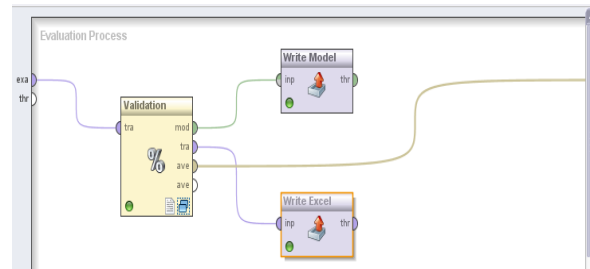 Evaluation Process
exa
thr
Validation
tra
mod
tra
ave
ave
%
Write Model
inp
thr
Write Excel
inp
thr